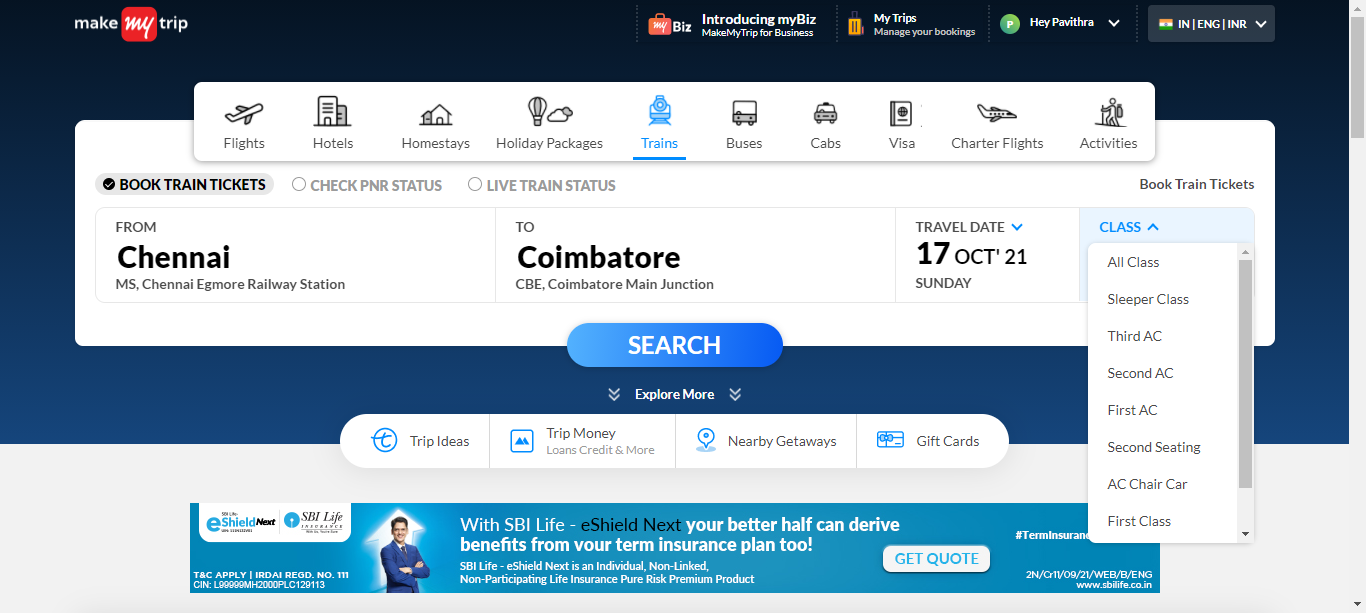 make my trip
my Biz
Introducing myBiz
MakeMyTrip for Business
My Trips
Manage your bookings
P
Hey Pavithra
IN | ENG | INR
Flights
Hotels
Homestays
Holiday Packages
Trains
Buses
Cabs
Visa
Charter Flights
Activities
BOOK TRAIN TICKETS
CHECK PNR STATUS
LIVE TRAIN STATUS
Book Train Tickets
FROM
Chennai
MS, Chennai Egmore Railway Station
TO
Coimbatore
CBE, Coimbatore Main Junction
TRAVEL DATE
17 OCT' 21
SUNDAY
CLASS
All Class
Sleeper Class
Third AC
Second AC
First AC
Second Seating
AC Chair Car
First Class
SEARCH
Explore More
Trip Ideas
Trip Money
Loans Credit & More
Nearby Getaways
Gift Cards
SBI Life-
eShield Next
SBI Life
INSURANCE
T&C APPLY | IRDAI REGD. NO. 111
CIN: L99999MH2000PLC129113
With SBI Life - eShield Next your better half can derive
benefits from your term insurance plan too!
SBI Life - eShield Next is an Individual, Non-Linked,
Non-Participating Life Insurance Pure Risk Premium Product
GET QUOTE
#TermInsuran
2N/Cr11/09/21/WEB/B/ENG
www.sbilife.co.in